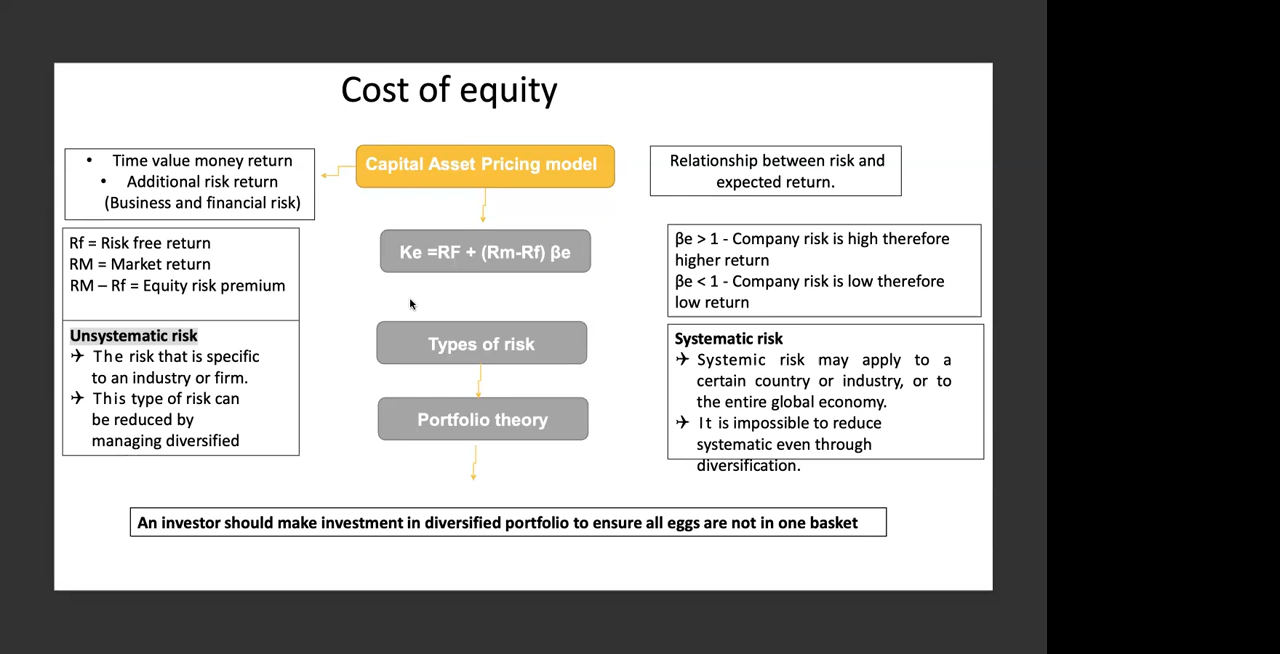 Cost of equity
• Time value money return
• Additional risk return
(Business and financial risk)
Capital Asset Pricing model
Relationship between risk and
expected return.
Rf = Risk free return
RM = Market return
RM – Rf = Equity risk premium
Ke =RF + (Rm-Rf) βe
βe > 1 - Company risk is high therefore
higher return
βe < 1 - Company risk is low therefore
low return
Unsystematic risk
✈ The risk that is specific
to an industry or firm.
✈ This type of risk can
be reduced by
managing diversified
Types of risk
Portfolio theory
Systematic risk
✈ Systemic risk may apply to a
certain country or industry, or to
the entire global economy.
✈ It is impossible to reduce
systematic even through
diversification.
An investor should make investment in diversified portfolio to ensure all eggs are not in one basket